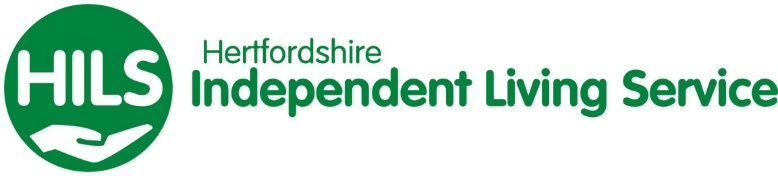 HILS
Hertfordshire
Independent Living Service